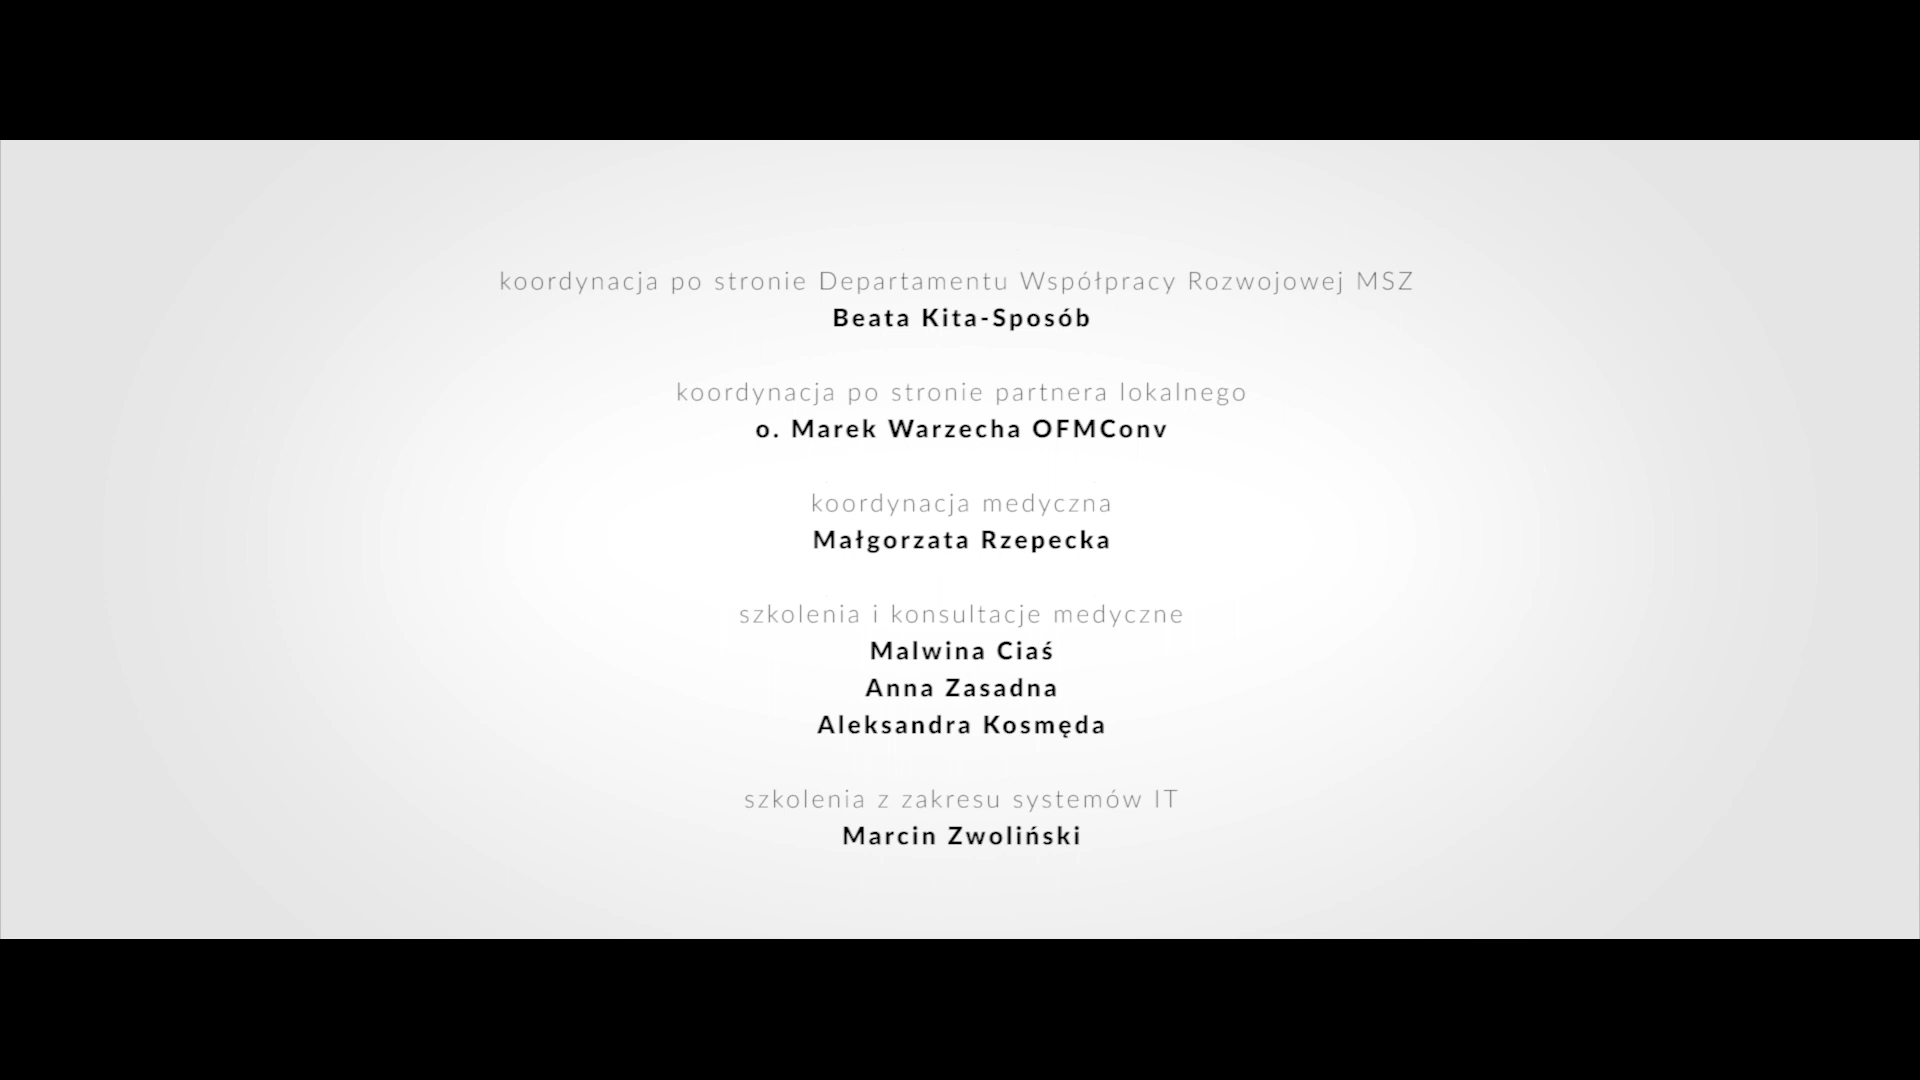 koordynacja po stronie Departamentu Współpracy Rozwojowej MSZ
Beata Kita-Sposób
koordynacja po stronie partnera lokalnego
o. Marek Warzecha OFMConv
koordynacja medyczna
Małgorzata Rzepecka
szkolenia i konsultacje medyczne
Malwina Ciaś
Anna Zasadna
Aleksandra Kosmęda
szkolenia z zakresu systemów IT
Marcin Zwoliński